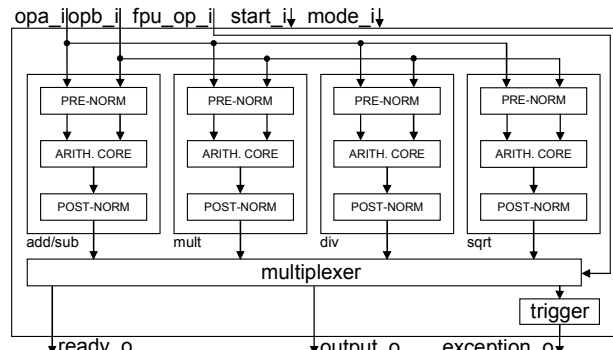 opa_i opb_i fpu_op_i start_i mode_i
PRE-NORM PRE-NORM PRE-NORM PRE-NORM
ARITH. CORE ARITH. CORE ARITH. CORE ARITH. CORE
POST-NORM POST-NORM POST-NORM POST-NORM
add/sub mult div sqrt
multiplexer
trigger
ready_o output_o exception_o